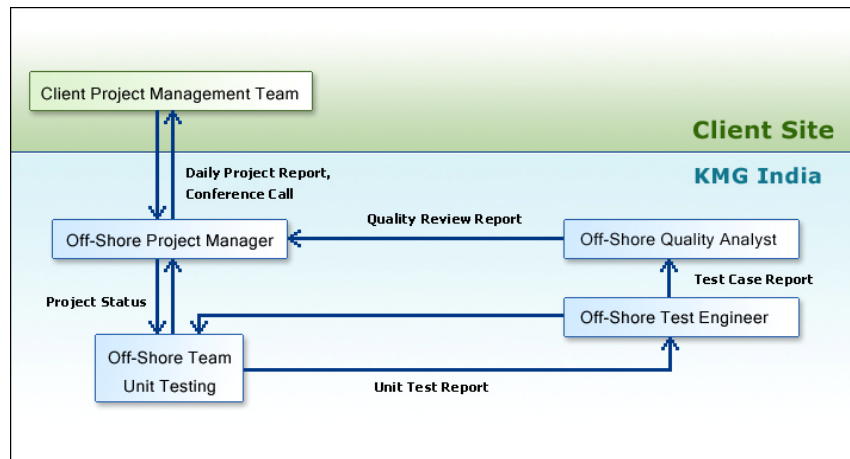 Client Project Management Team
Client Site
KMG India
Daily Project Report,
Conference Call
Quality Review Report
Off-Shore Project Manager
Off-Shore Quality Analyst
Test Case Report
Project Status
Off-Shore Test Engineer
Off-Shore Team
Unit Testing
Unit Test Report